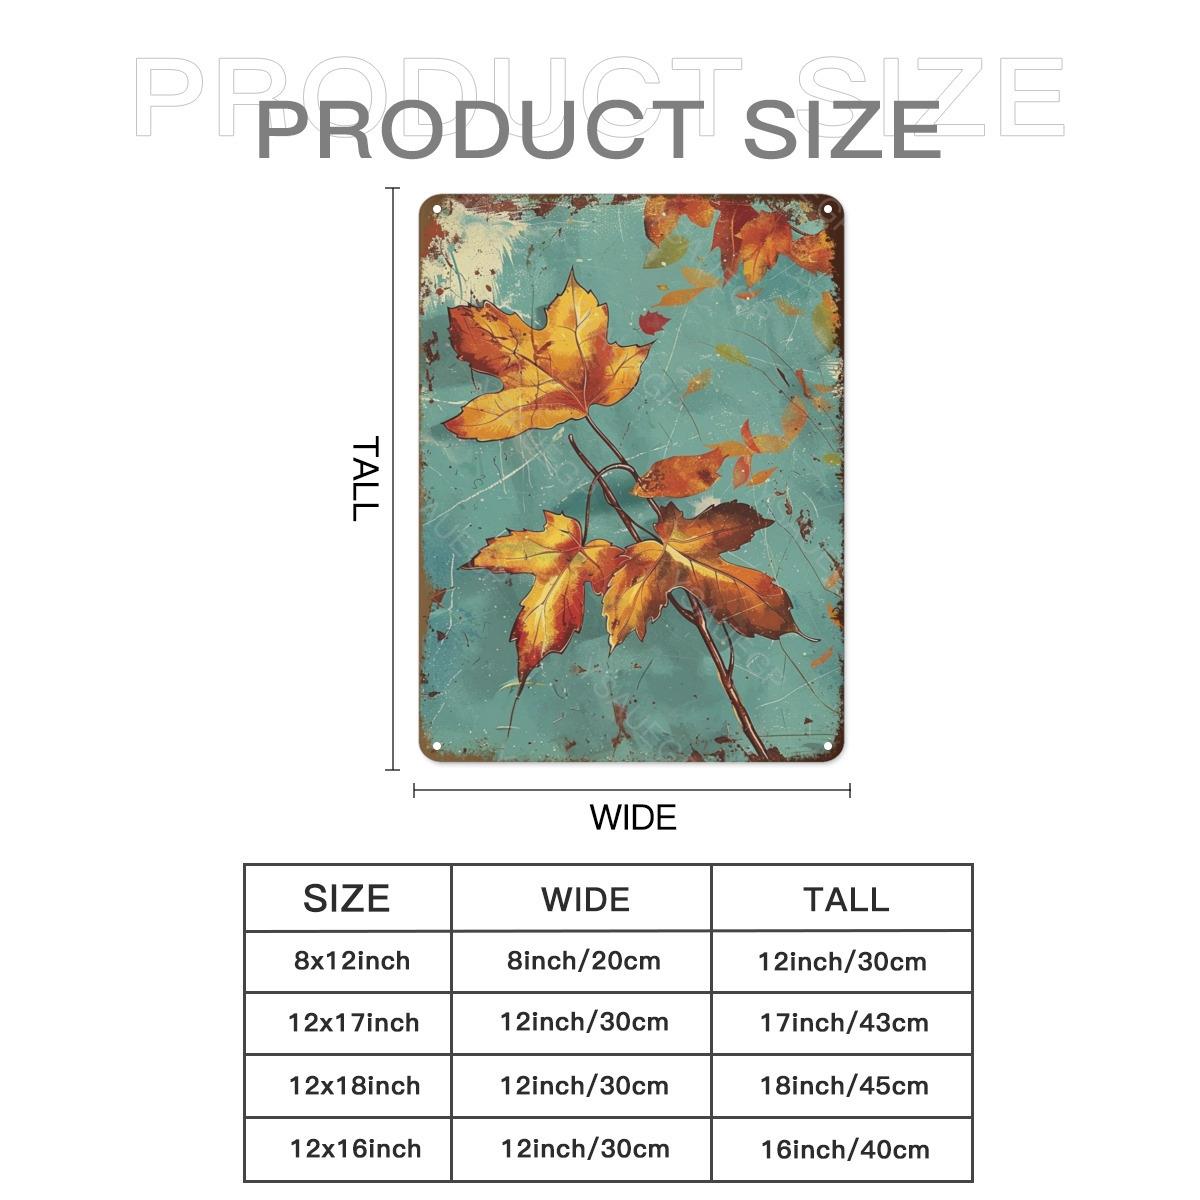 PRODUCT SIZE
PRODUCT SIZE
TALL
WIDE
SIZE WIDE TALL
8x12inch 8inch/20cm 12inch/30cm
12x17inch 12inch/30cm 17inch/43cm
12x18inch 12inch/30cm 18inch/45cm
12x16inch 12inch/30cm 16inch/40cm